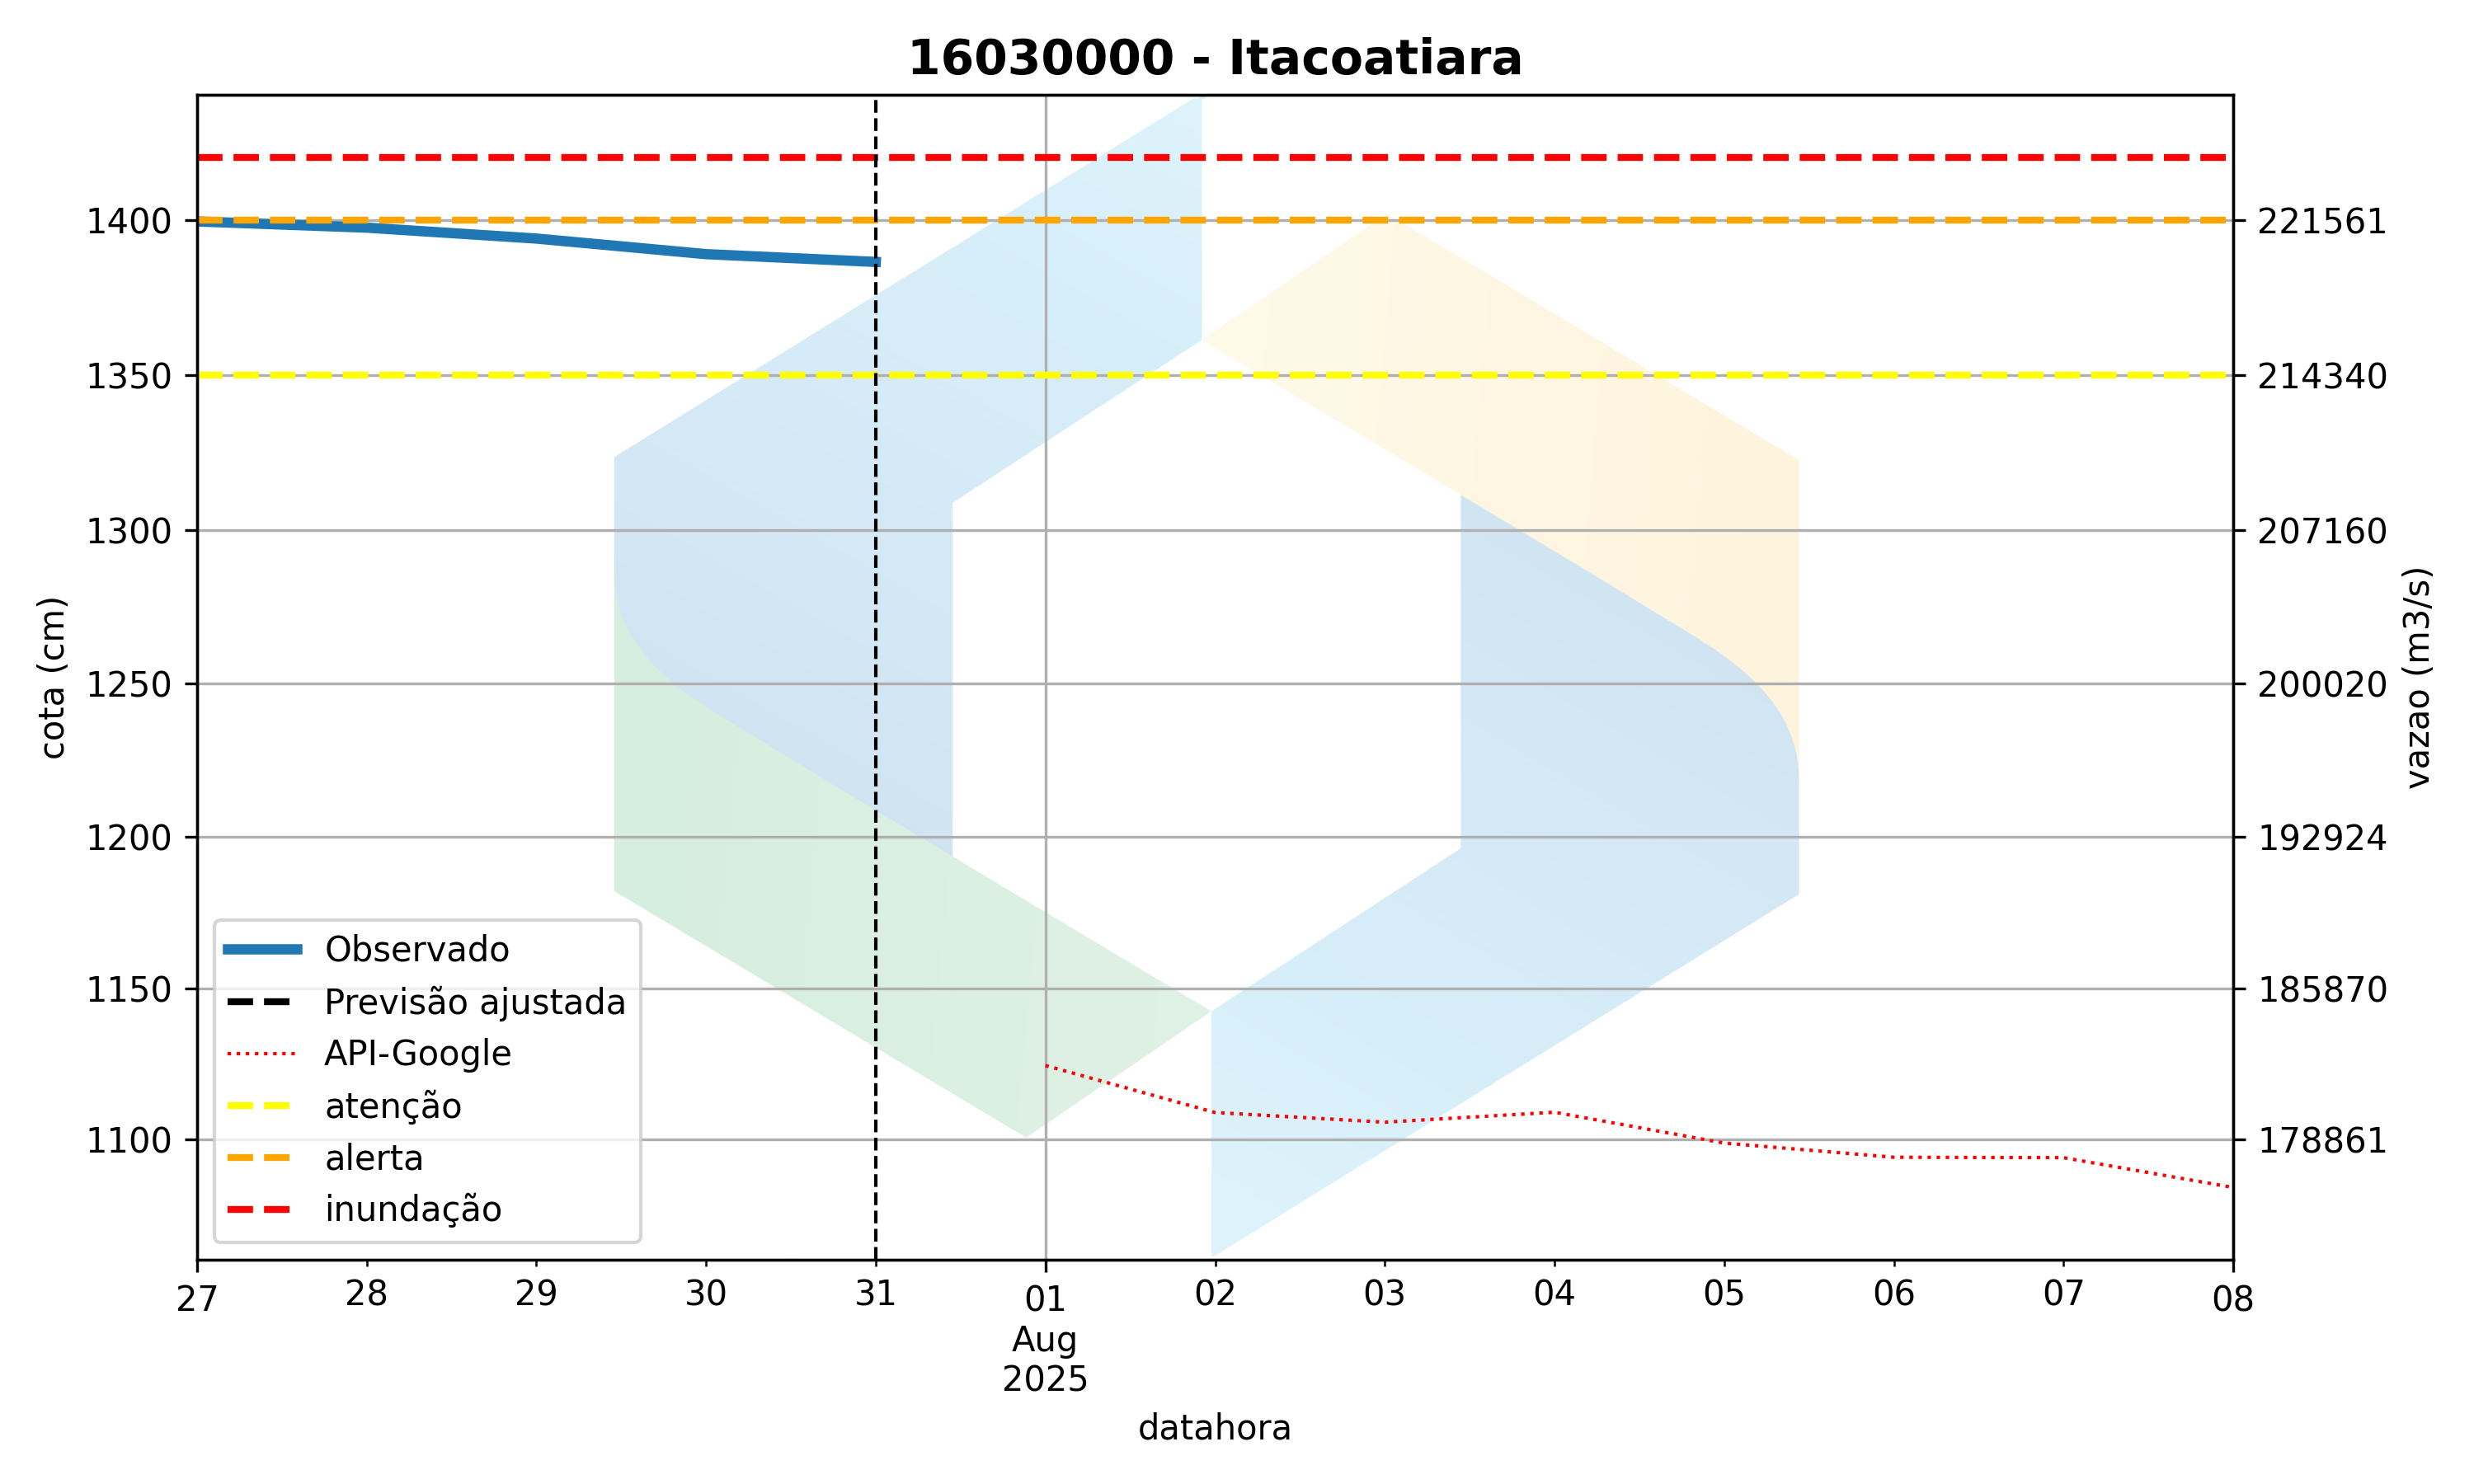 16030000 - Itacoatiara
1400
1350
1300
1250
1200
1150
1100
cota (cm)
221561
214340
207160
200020
192924
185870
178861
vazao (m3/s)
Observado
Previsão ajustada
API-Google
atenção
alerta
inundação
27 28 29 30 31 01 02 03 04 05 06 07 08
Aug
2025
datahora